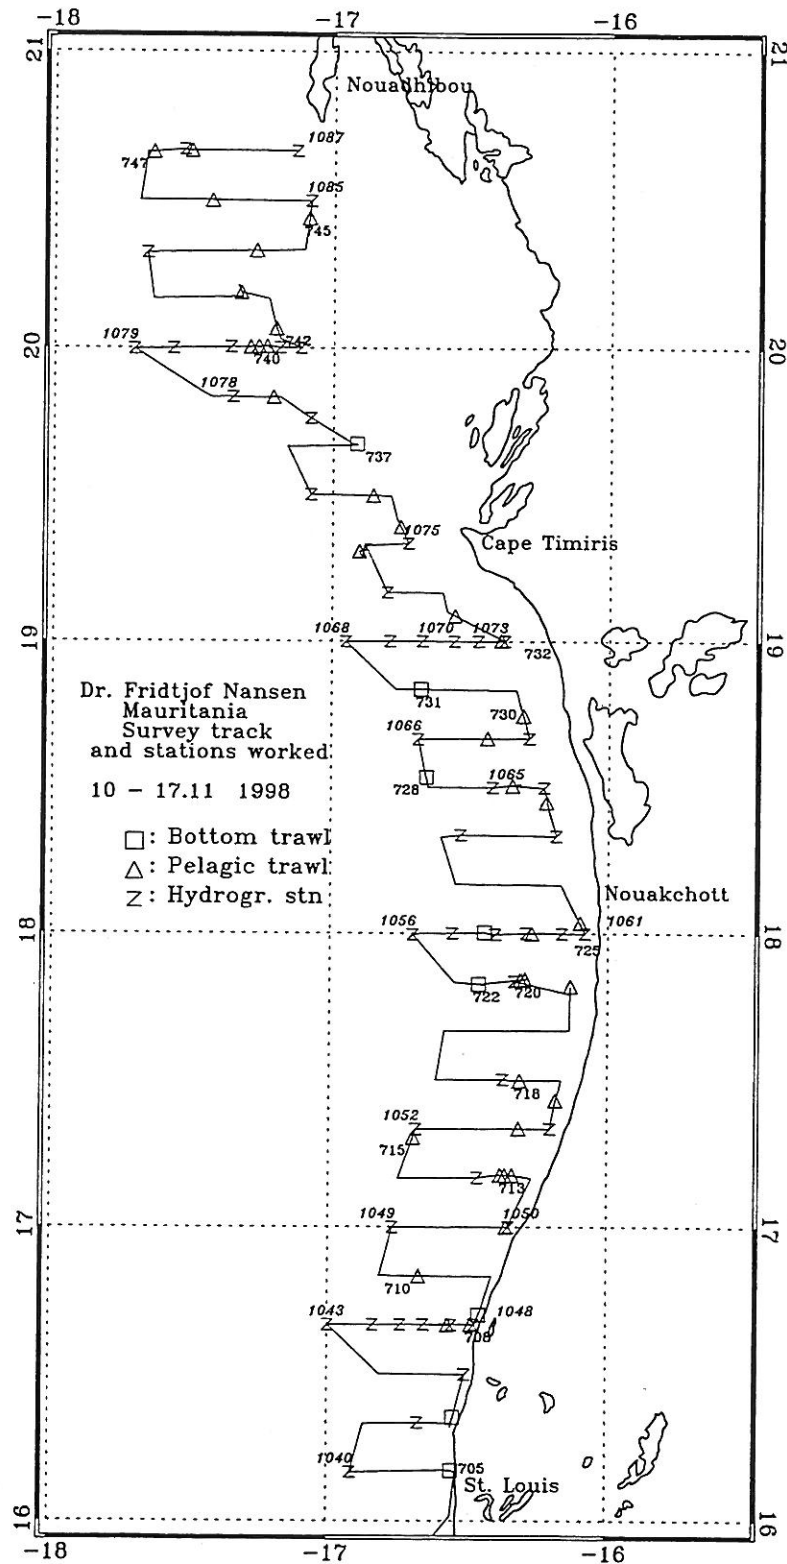 -18 -17 -16
21 21
Nouadhibou
1087
747
1085
745
1079 742
20 740 20
1078
737
1075
Cape Timiris
1068 1070 1073
19 732 19
Dr. Fridtjof Nansen
Mauritania
Survey track
and stations worked
731
730
1066
10 - 17.11 1998
728 1065
□: Bottom trawl
△: Pelagic trawl
Z: Hydrogr. stn
Nouakchott
1056 1061
18 725 18
722 720
718
1052
715
713
1049 1050
17 17
710
1043 1048
708
1040 705
St. Louis
16 16
-18 -17 -16